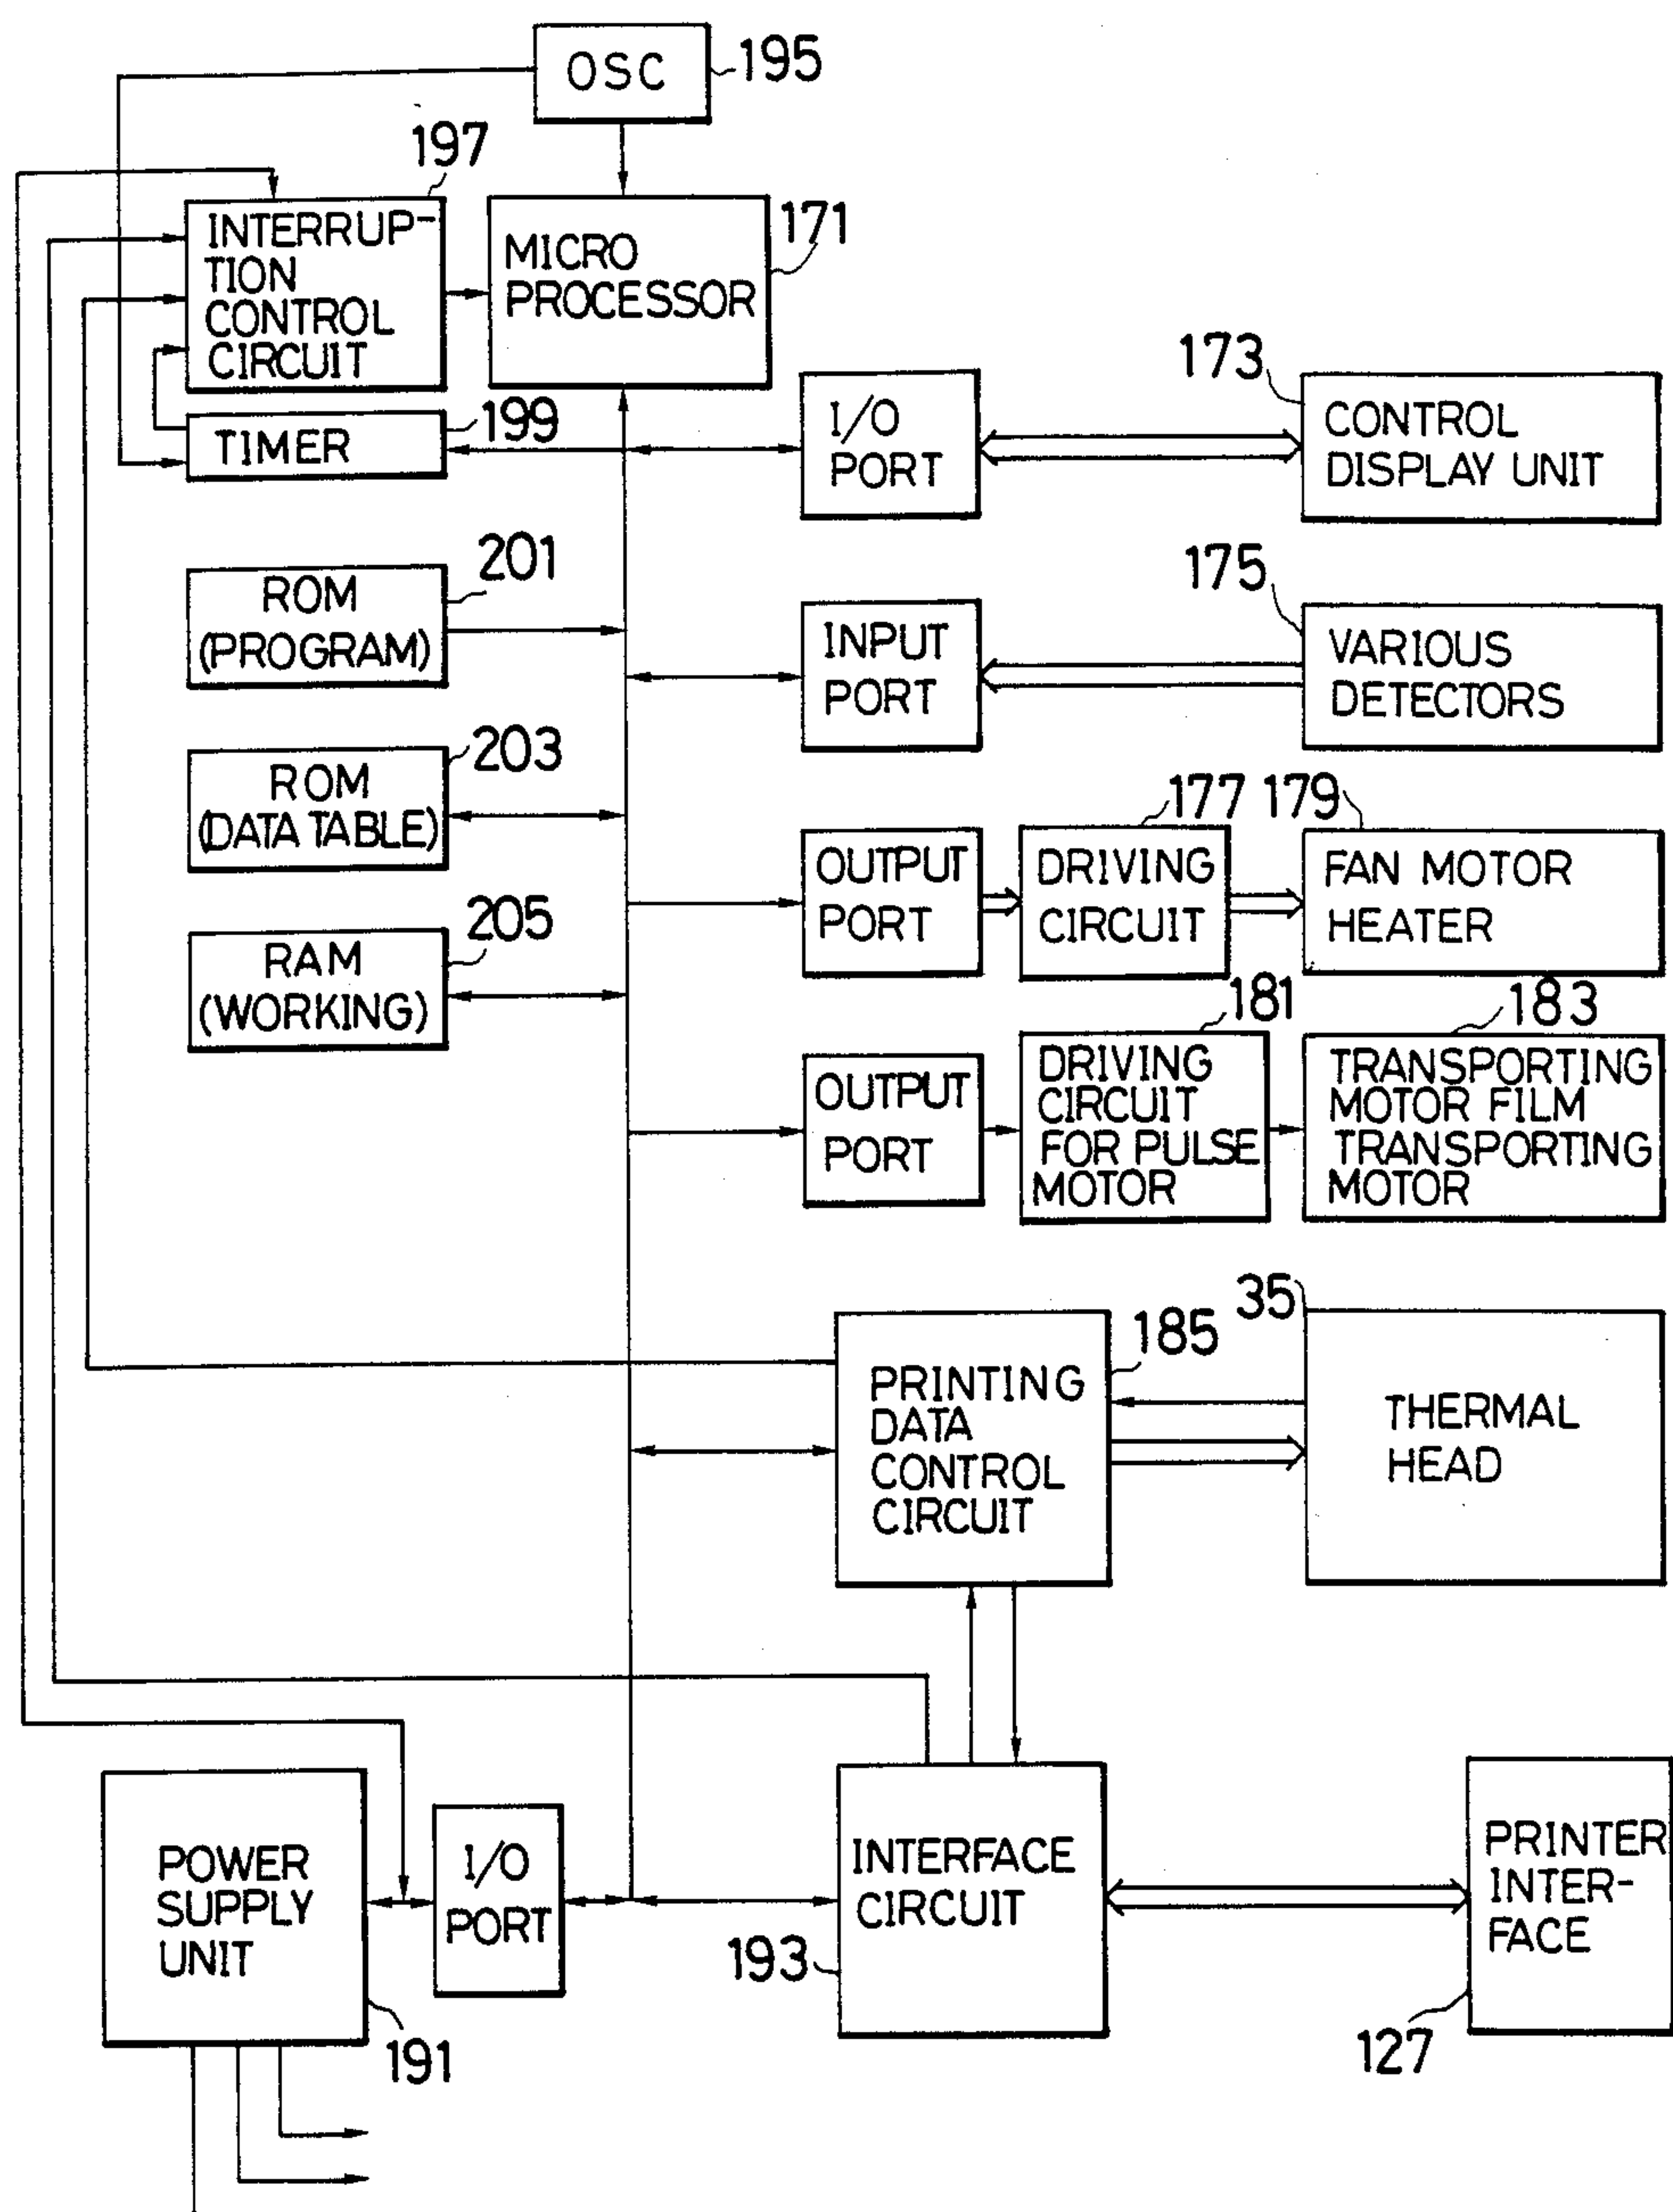 OSC
195
197
INTERRUP-
TION
CONTROL
CIRCUIT
MICRO
PROCESSOR
171
TIMER
199
I/O
PORT
173
CONTROL
DISPLAY UNIT
201
ROM
(PROGRAM)
INPUT
PORT
175
VARIOUS
DETECTORS
203
ROM
(DATA TABLE)
OUTPUT
PORT
177
DRIVING
CIRCUIT
179
FAN MOTOR
HEATER
205
RAM
(WORKING)
OUTPUT
PORT
181
DRIVING
CIRCUIT
FOR PULSE
MOTOR
183
TRANSPORTING
MOTOR FILM
TRANSPORTING
MOTOR
185
PRINTING
DATA
CONTROL
CIRCUIT
35
THERMAL
HEAD
POWER
SUPPLY
UNIT
191
I/O
PORT
INTERFACE
CIRCUIT
193
PRINTER
INTER-
FACE
127